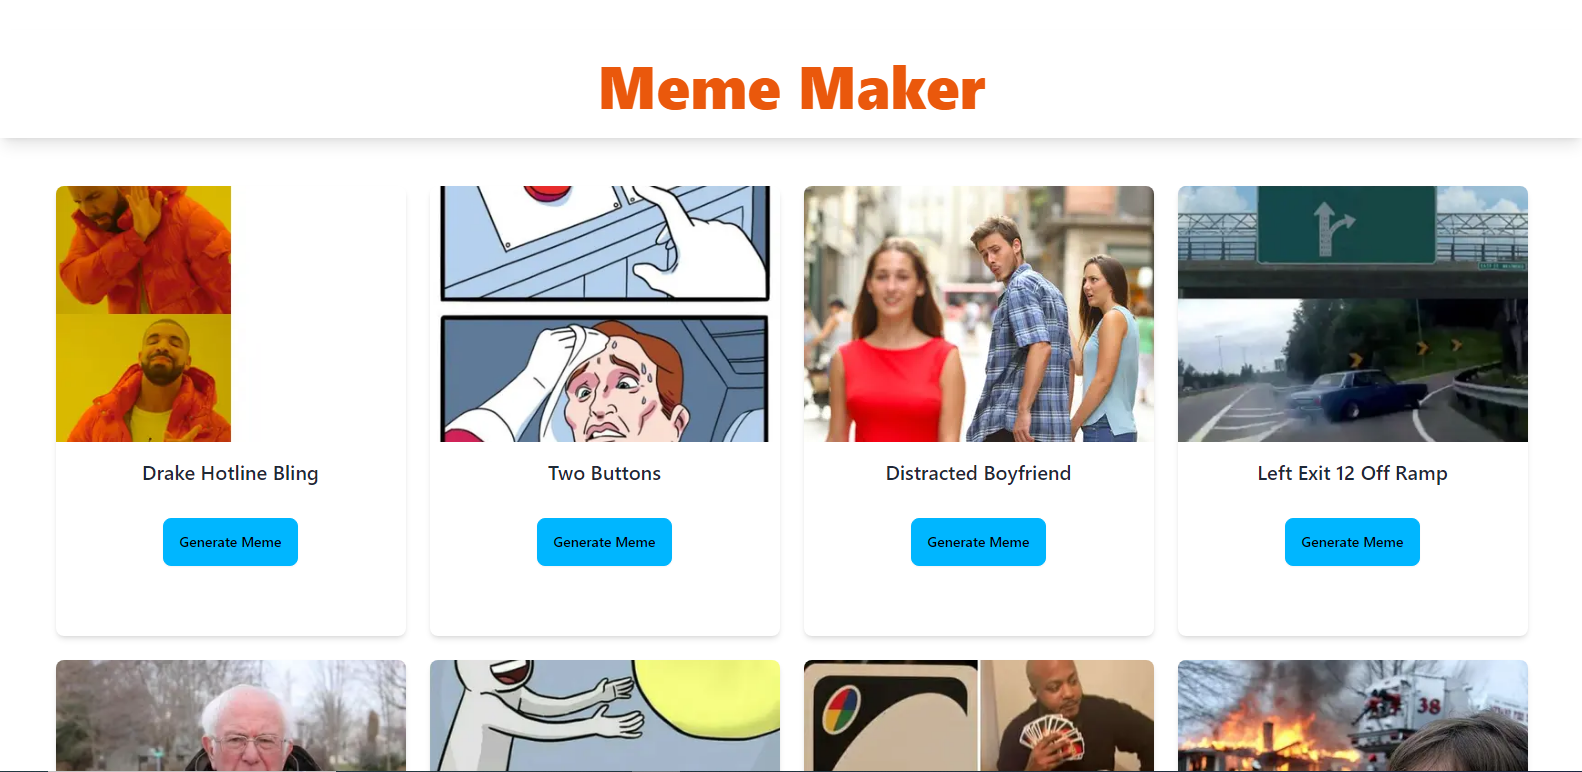 Meme Maker
Drake Hotline Bling
Two Buttons
Distracted Boyfriend
Left Exit 12 Off Ramp
Generate Meme
Generate Meme
Generate Meme
Generate Meme
38